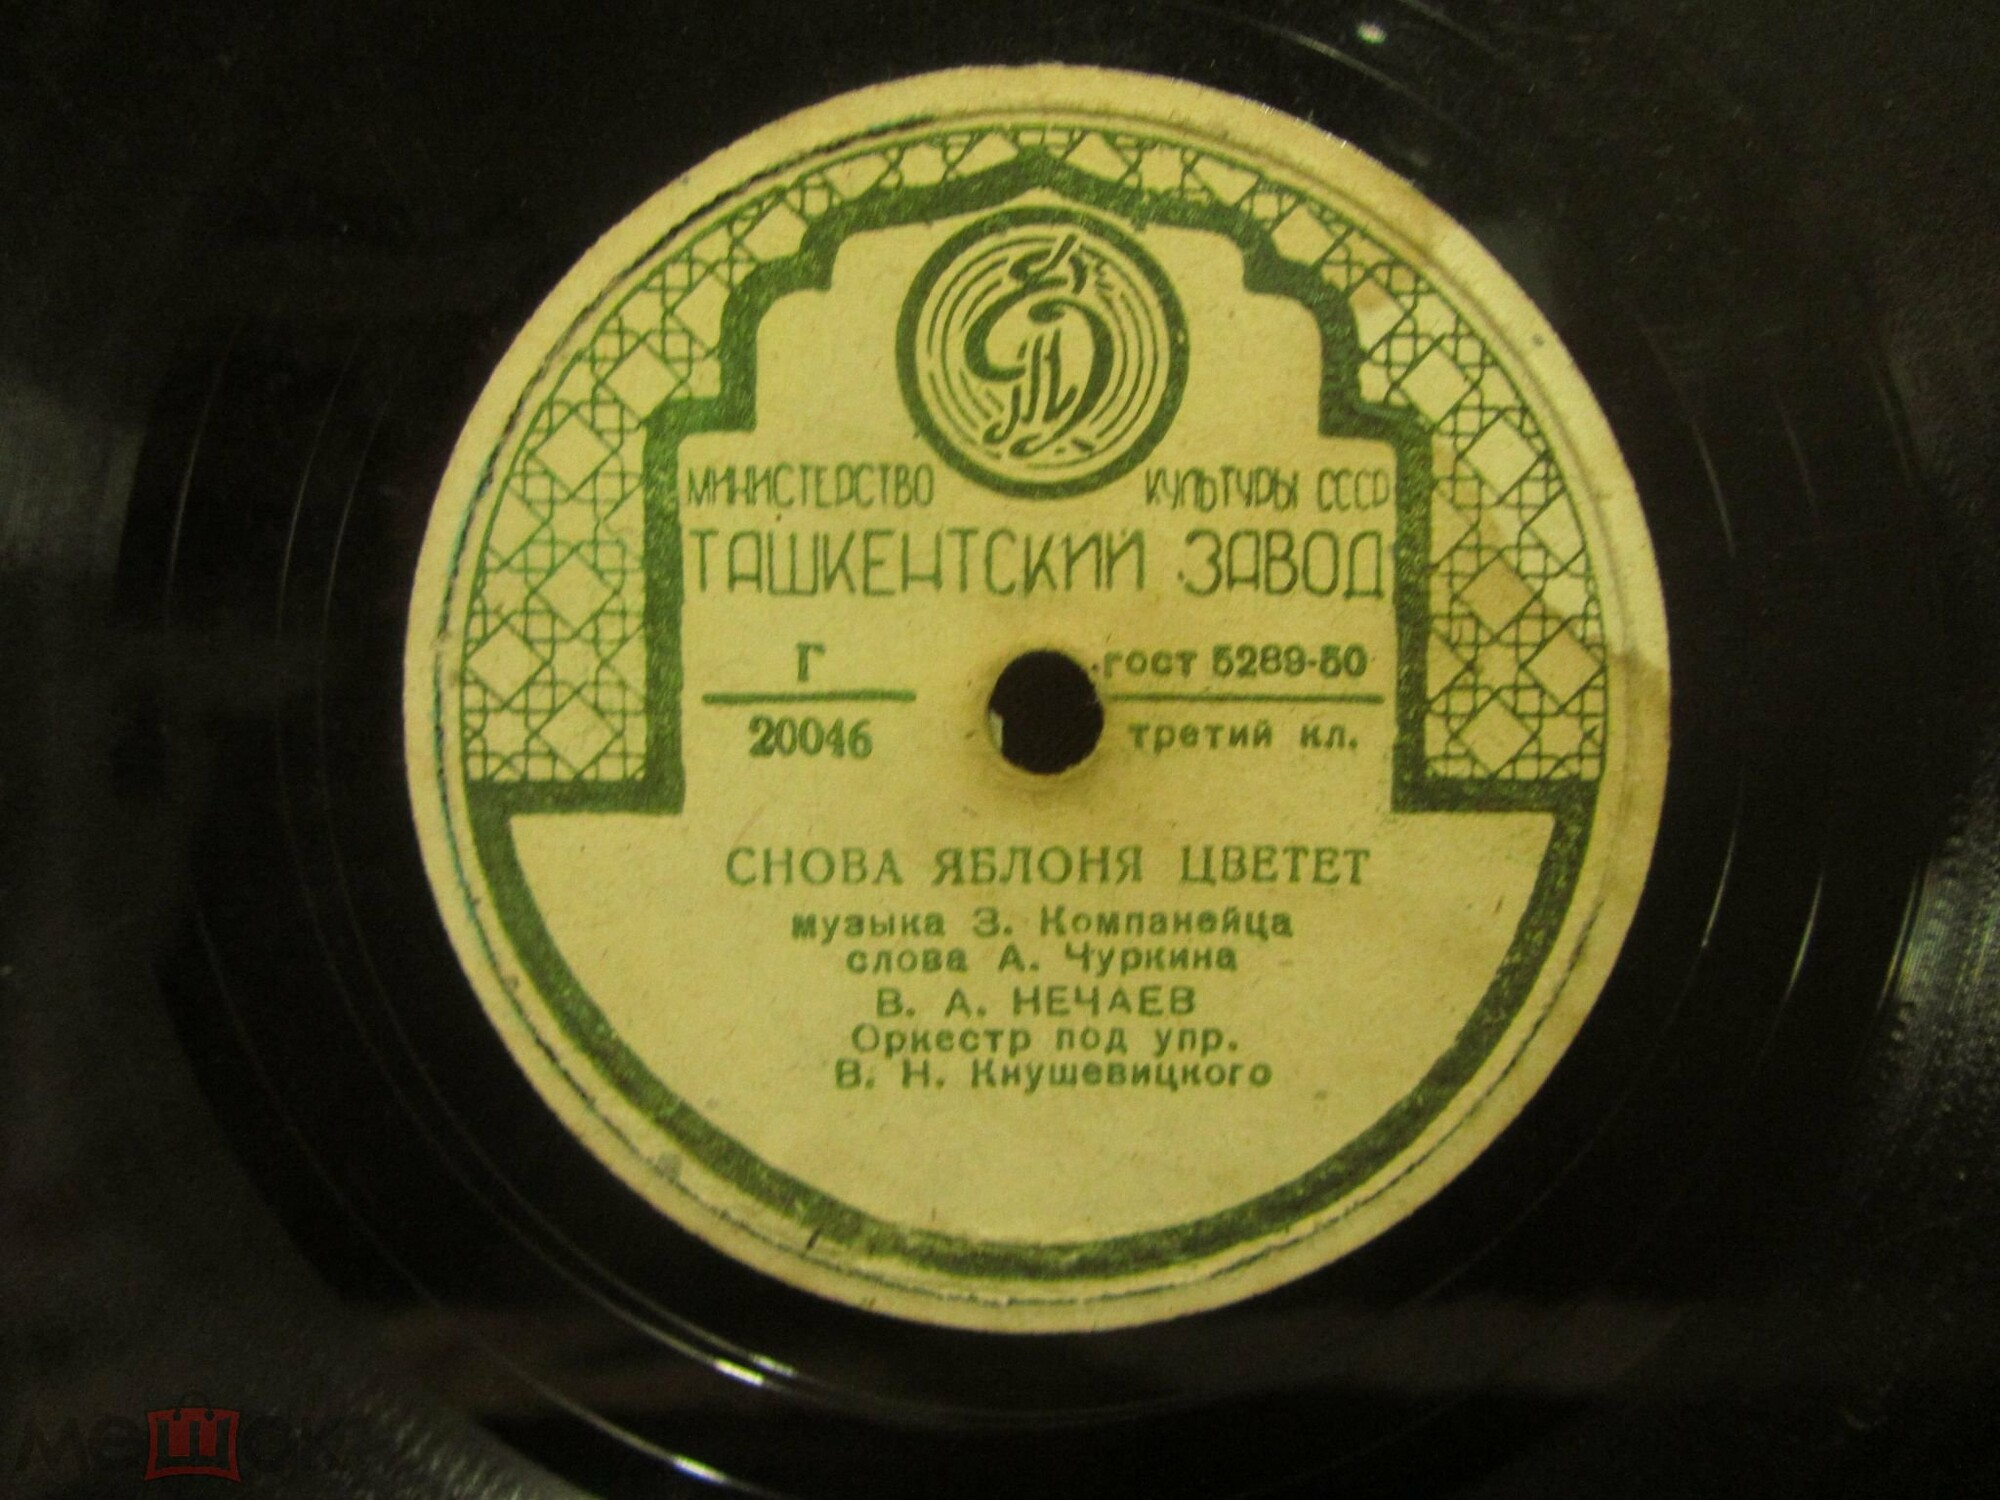 МИНИСТЕРСТВО КУЛЬТУРЫ СССР
ТАШКЕНТСКИЙ ЗАВОД
Г ГОСТ 5289-50
20046 третий кл.
СНОВА ЯБЛОНЯ ЦВЕТЕТ
музыка З. Компанейца
слова А. Чуркина
В. А. НЕЧАЕВ
Оркестр под упр.
В. Н. Кнушевицкого
мешок